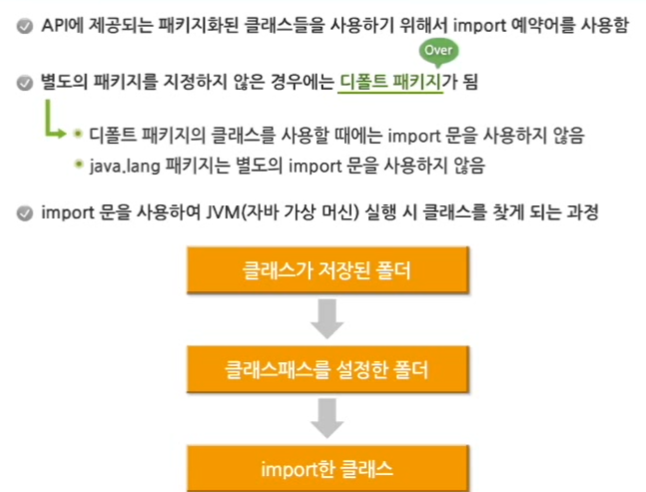 API에 제공되는 패키지화된 클래스들을 사용하기 위해서 import 예약어를 사용함
Over
별도의 패키지를 지정하지 않은 경우에는 디폴트 패키지가 됨
디폴트 패키지의 클래스를 사용할 때에는 import 문을 사용하지 않음
java.lang 패키지는 별도의 import 문을 사용하지 않음
import 문을 사용하여 JVM(자바 가상 머신) 실행 시 클래스를 찾게 되는 과정
클래스가 저장된 폴더
클래스패스를 설정한 폴더
import한 클래스